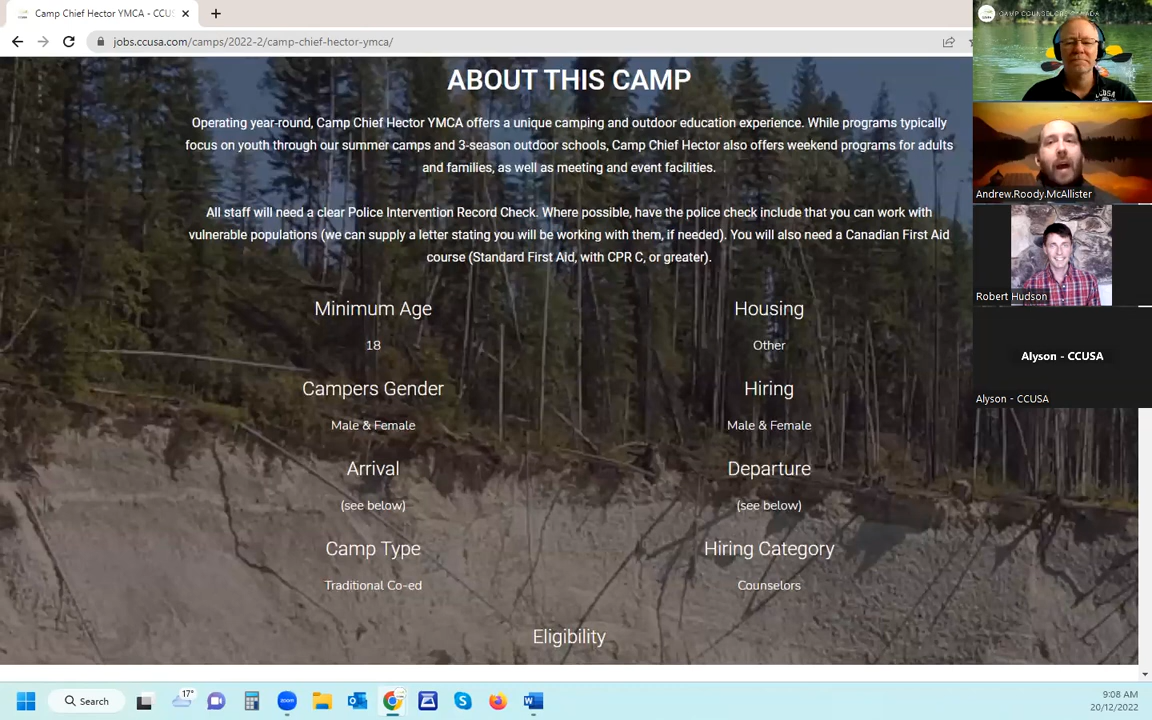 Camp Chief Hector YMCA - CCUS
jobs.ccusa.com/camps/2022-2/camp-chief-hector-ymca/
ABOUT THIS CAMP
Operating year-round, Camp Chief Hector YMCA offers a unique camping and outdoor education experience. While programs typically
focus on youth through our summer camps and 3-season outdoor schools, Camp Chief Hector also offers weekend programs for adults
and families, as well as meeting and event facilities.
All staff will need a clear Police Intervention Record Check. Where possible, have the police check include that you can work with
vulnerable populations (we can supply a letter stating you will be working with them, if needed). You will also need a Canadian First Aid
course (Standard First Aid, with CPR C, or greater).
Minimum Age
18
Housing
Other
Campers Gender
Male & Female
Hiring
Male & Female
Arrival
(see below)
Departure
(see below)
Camp Type
Traditional Co-ed
Hiring Category
Counselors
Eligibility
CCUSA
Andrew.Roody.McAllister
Robert Hudson
Alyson - CCUSA
Alyson - CCUSA
Search
17°
zoom
9:08 AM
20/12/2022